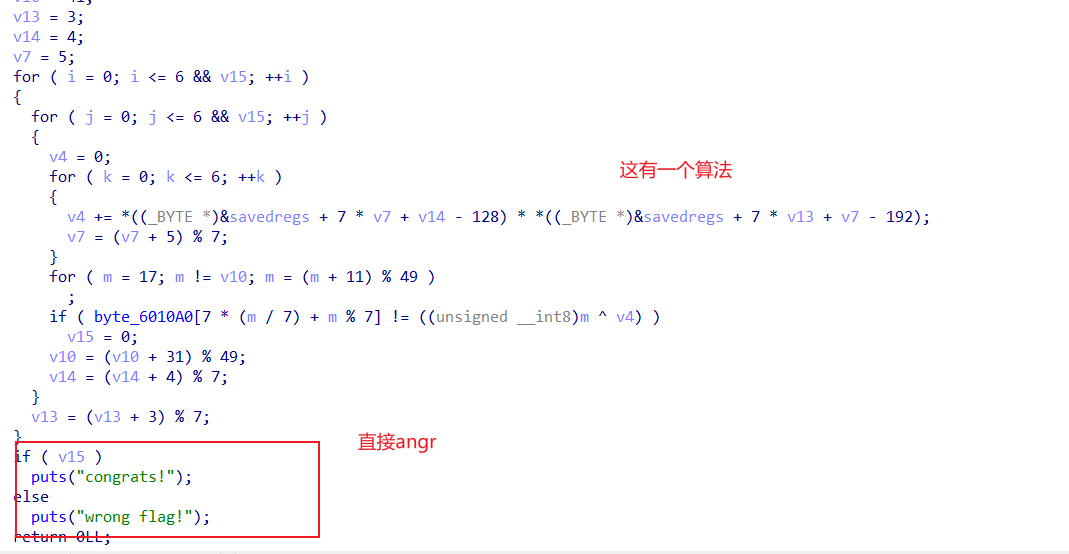 v13 = 3;
v14 = 4;
v7 = 5;
for ( i = 0; i <= 6 && v15; ++i )
{
for ( j = 0; j <= 6 && v15; ++j )
{
v4 = 0;
for ( k = 0; k <= 6; ++k )
这有一个算法
{
v4 += *((_BYTE *)&savedregs + 7 * v7 + v14 - 128) * *((_BYTE *)&savedregs + 7 * v13 + v7 - 192);
v7 = (v7 + 5) % 7;
}
for ( m = 17; m != v10; m = (m + 11) % 49 )
;
if ( byte_6010A0[7 * (m / 7) + m % 7] != ((unsigned __int8)m ^ v4) )
v15 = 0;
v10 = (v10 + 31) % 49;
v14 = (v14 + 4) % 7;
}
v13 = (v13 + 3) % 7;
}
直接angr
if ( v15 )
puts("congrats!");
else
puts("wrong flag!");
return 0LL;